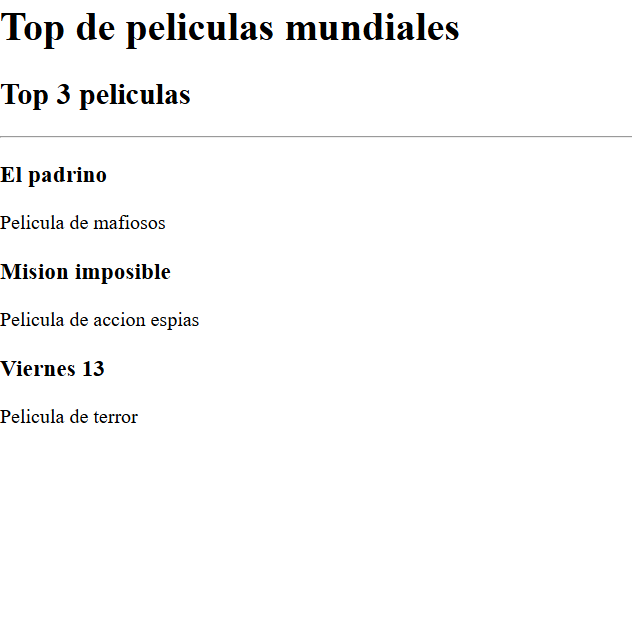 Top de peliculas mundiales
Top 3 peliculas
El padrino
Pelicula de mafiosos
Mision imposible
Pelicula de accion espias
Viernes 13
Pelicula de terror